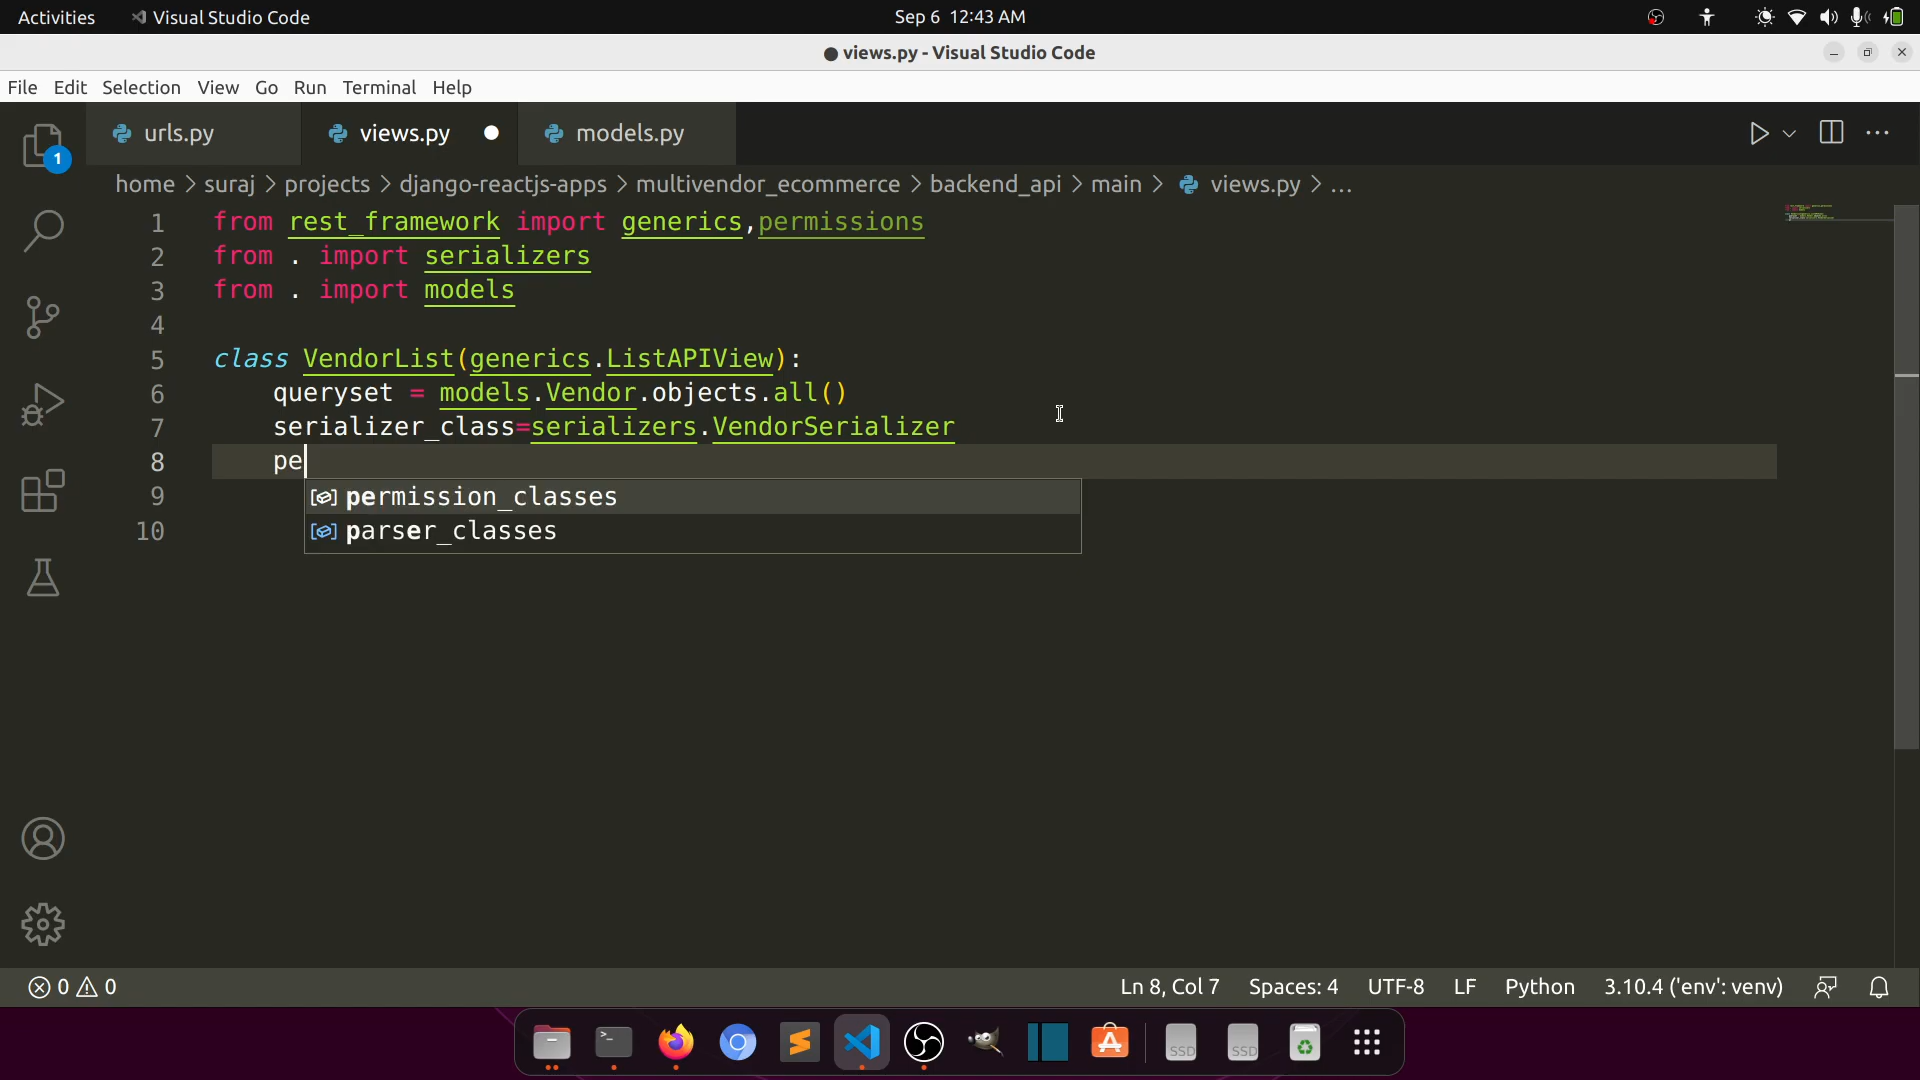 Activities Visual Studio Code Sep 6 12:43 AM
● views.py - Visual Studio Code
File Edit Selection View Go Run Terminal Help
1 urls.py views.py models.py
home > suraj > projects > django-reactjs-apps > multivendor_ecommerce > backend_api > main > views.py > ...
1 from rest_framework import generics,permissions
2 from . import serializers
3 from . import models
4
5 class VendorList(generics.ListAPIView):
6     queryset = models.Vendor.objects.all()
7     serializer_class=serializers.VendorSerializer
8     pe
9 permission_classes
10 parser_classes
0 0 Ln 8, Col 7 Spaces: 4 UTF-8 LF Python 3.10.4 ('env': venv)
SSD SSD